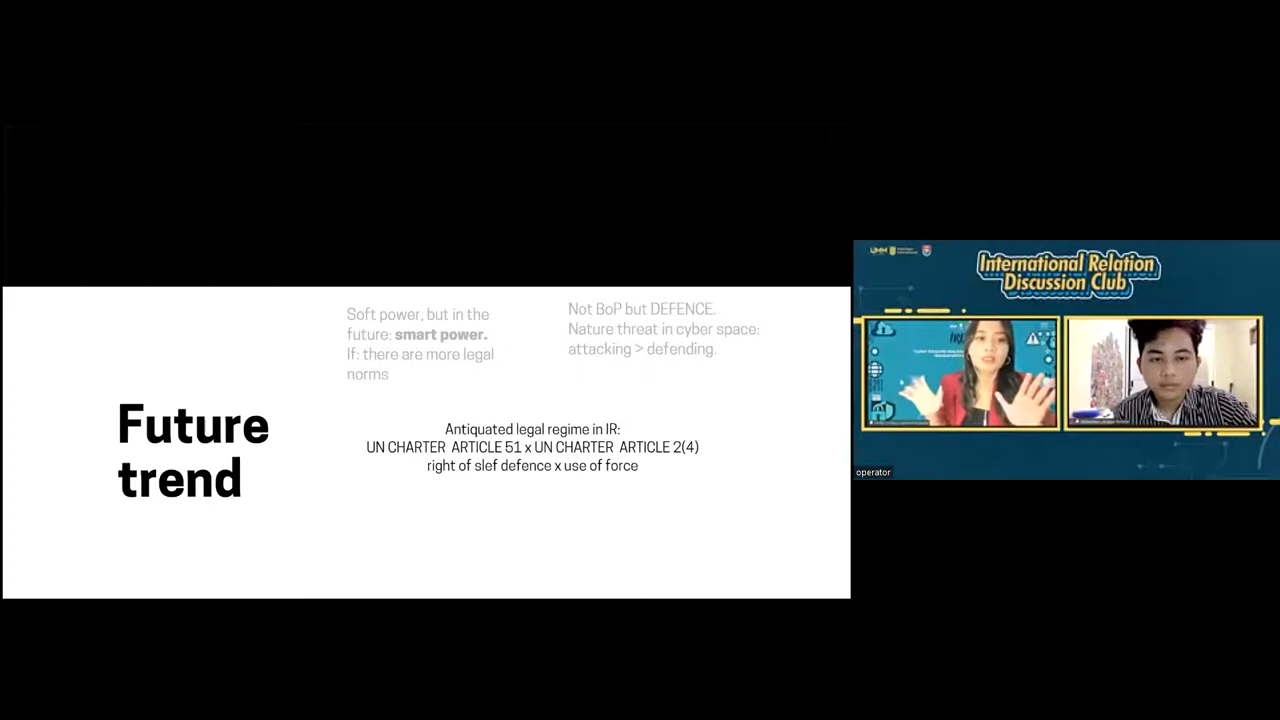 Soft power, but in the
future: smart power.
If: there are more legal
norms
Not BoP but DEFENCE.
Nature threat in cyber space:
attacking > defending.
Future
trend
Antiquated legal regime in IR:
UN CHARTER ARTICLE 51 x UN CHARTER ARTICLE 2(4)
right of slef defence x use of force
UMM
International Relation
Discussion Club
operator